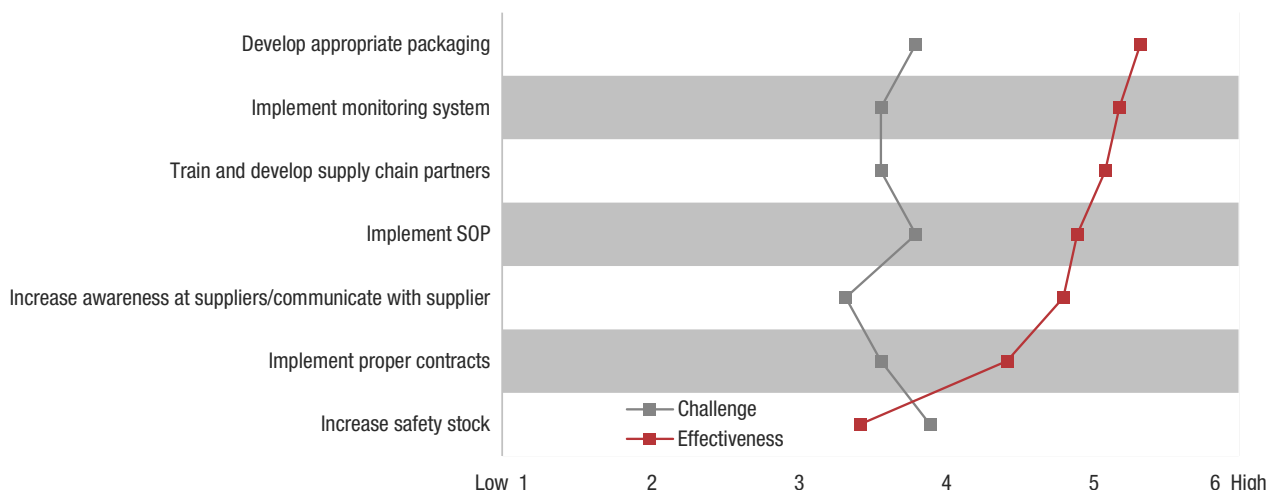 Develop appropriate packaging
Implement monitoring system
Train and develop supply chain partners
Implement SOP
Increase awareness at suppliers/communicate with supplier
Implement proper contracts
Increase safety stock
Challenge
Effectiveness
Low 1 2 3 4 5 6 High